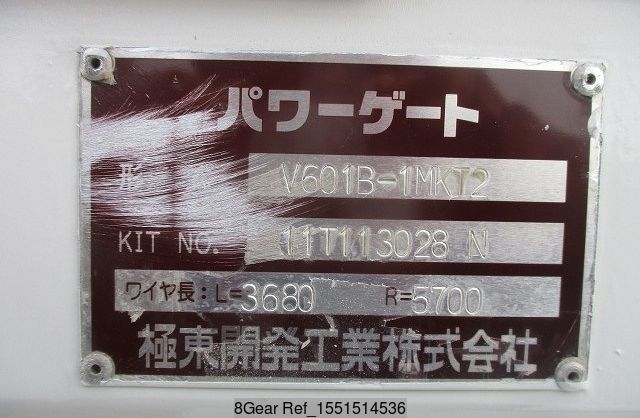 パワーゲート
形 V601B-1MKT2
KIT NO. 11T113028 N
ワイヤ長: L=3680 R=5700
極東開発工業株式会社
8Gear Ref_1551514536